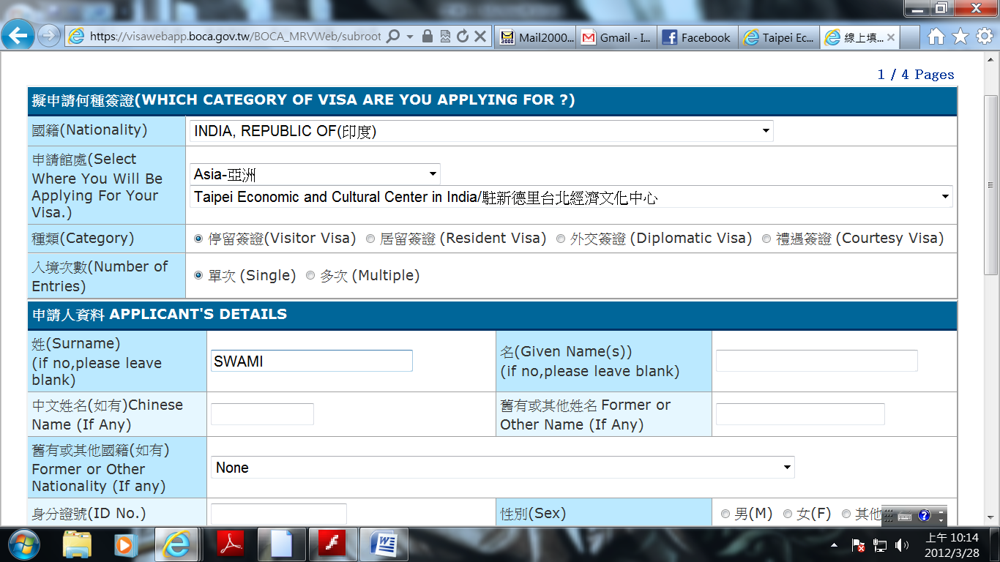 https://visawebapp.boca.gov.tw/BOCA_MRVWeb/subroot
Mail2000...
Gmail - I...
Facebook
Taipei Ec...
線上填...
1 / 4 Pages
擬申請何種簽證(WHICH CATEGORY OF VISA ARE YOU APPLYING FOR ?)
國籍(Nationality)
INDIA, REPUBLIC OF(印度)
申請館處(Select
Where You Will Be
Applying For Your
Visa.)
Asia-亞洲
Taipei Economic and Cultural Center in India/駐新德里台北經濟文化中心
種類(Category)
停留簽證(Visitor Visa) 居留簽證 (Resident Visa) 外交簽證 (Diplomatic Visa) 禮遇簽證 (Courtesy Visa)
入境次數(Number of
Entries)
單次 (Single) 多次 (Multiple)
申請人資料 APPLICANT'S DETAILS
姓(Surname)
(if no,please leave
blank)
SWAMI
名(Given Name(s))
(if no,please leave blank)
中文姓名(如有)Chinese
Name (If Any)
舊有或其他姓名 Former or
Other Name (If Any)
舊有或其他國籍(如有)
Former or Other
Nationality (If any)
None
身分證號(ID No.)
性別(Sex)
男(M) 女(F) 其他
上午 10:14
2012/3/28